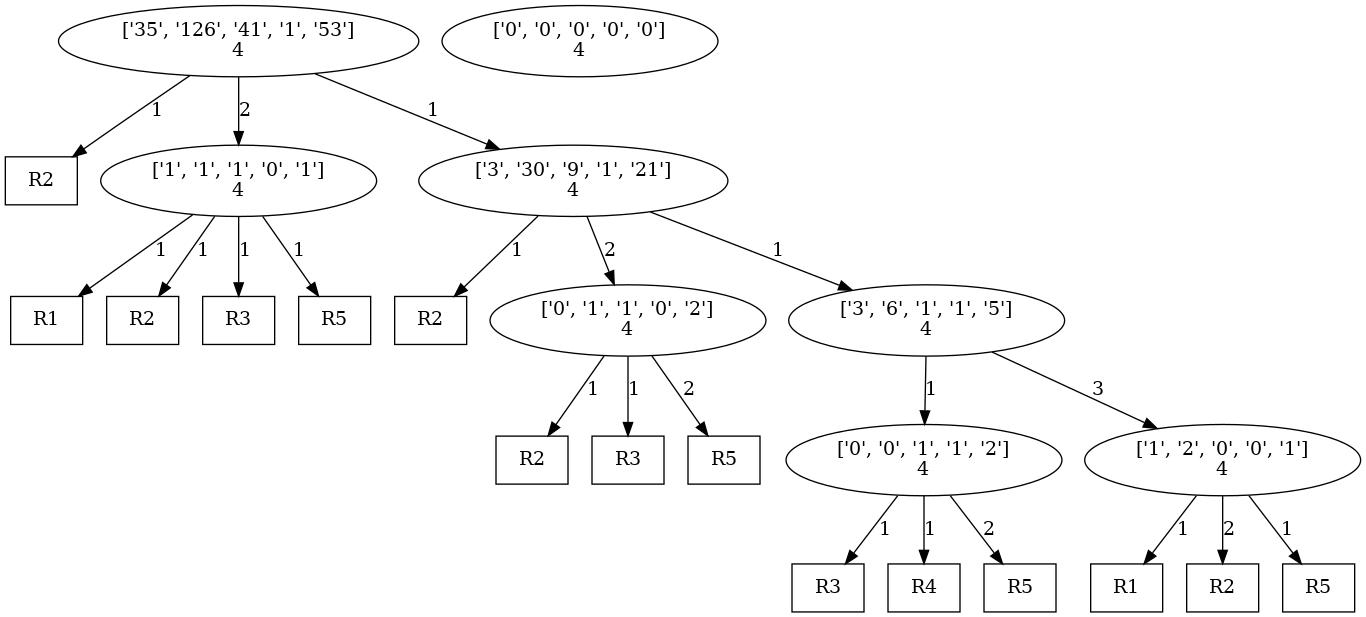 ['35', '126', '41', '1', '53']
4
['0', '0', '0', '0', '0']
4
1
2
1
R2
['1', '1', '1', '0', '1']
4
['3', '30', '9', '1', '21']
4
1
1
1
1
1
2
1
R1
R2
R3
R5
R2
['0', '1', '1', '0', '2']
4
['3', '6', '1', '1', '5']
4
1
1
2
1
3
R2
R3
R5
['0', '0', '1', '1', '2']
4
['1', '2', '0', '0', '1']
4
1
1
2
1
2
1
R3
R4
R5
R1
R2
R5